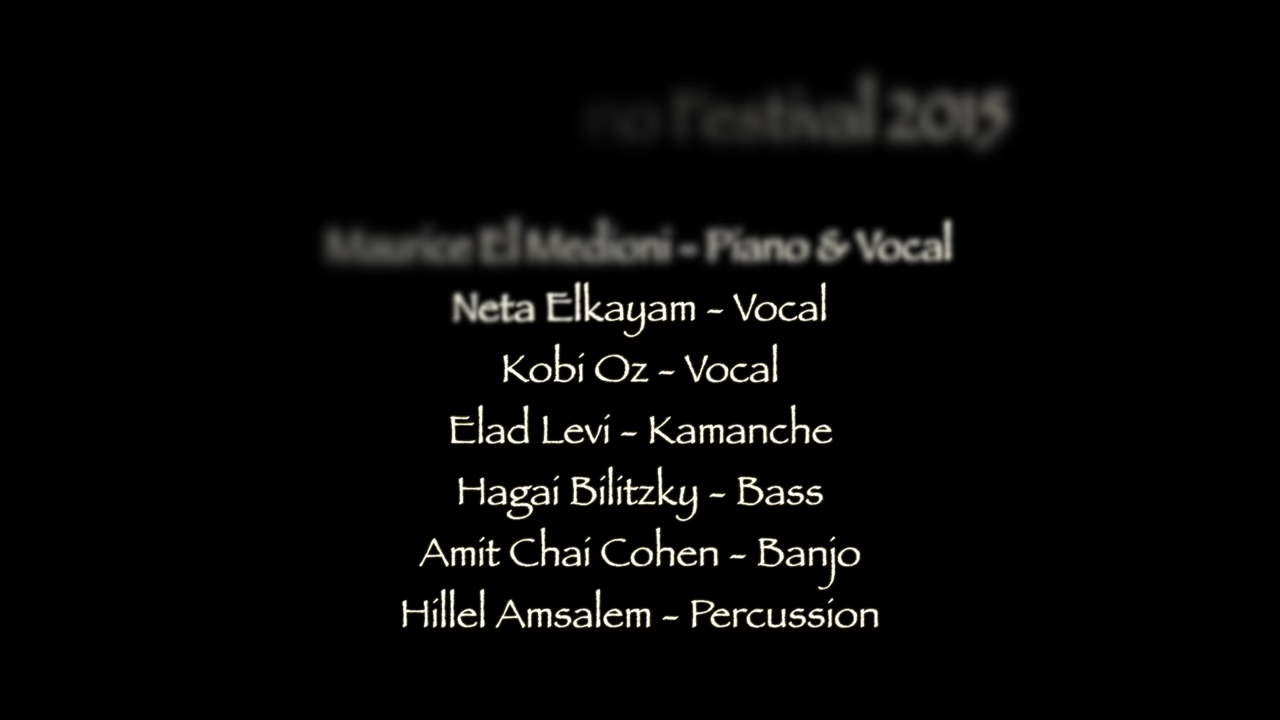 no Festival 2015
Maurice El Medioni - Piano & Vocal
Neta Elkayam - Vocal
Kobi Oz - Vocal
Elad Levi - Kamanche
Hagai Bilitzky - Bass
Amit Chai Cohen - Banjo
Hillel Amsalem - Percussion